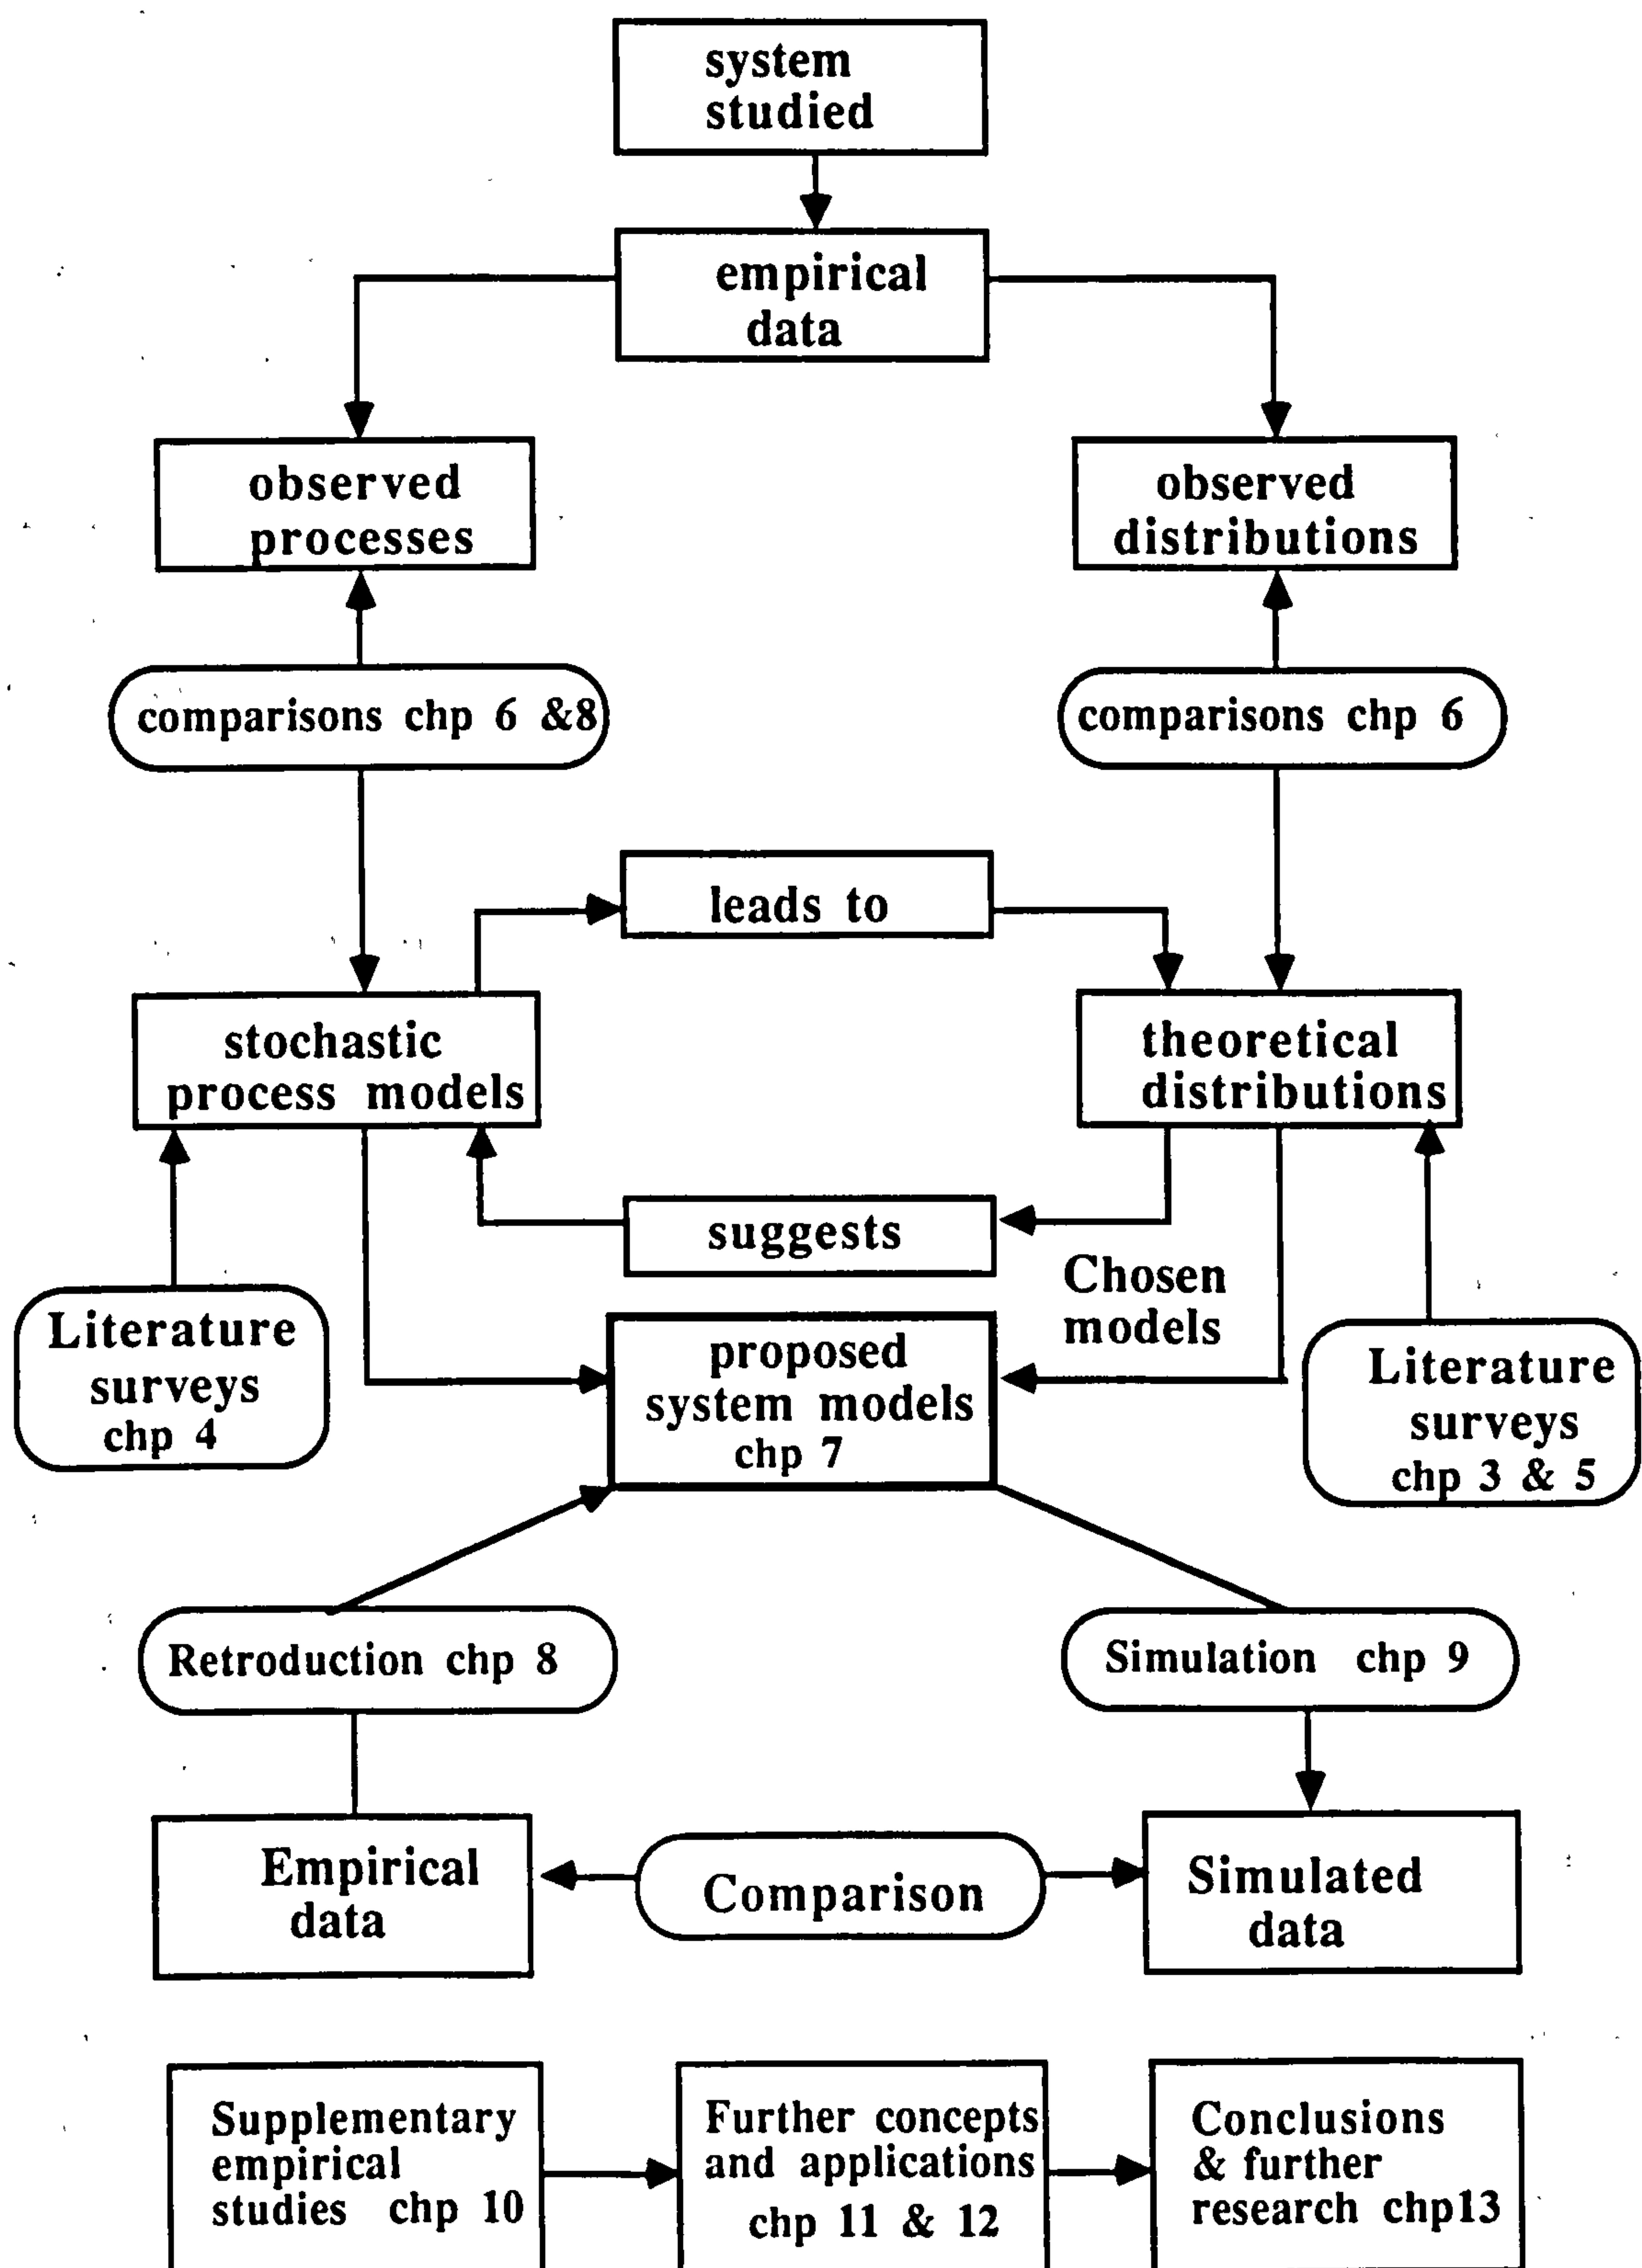 system
studied
empirical
data
observed
processes
observed
distributions
comparisons chp 6 &8
comparisons chp 6
leads to
stochastic
process models
theoretical
distributions
suggests
Chosen
models
Literature
surveys
chp 4
proposed
system models
chp 7
Literature
surveys
chp 3 & 5
Retroduction chp 8
Simulation chp 9
Empirical
data
Comparison
Simulated
data
Supplementary
empirical
studies chp 10
Further concepts
and applications
chp 11 & 12
Conclusions
& further
research chp13